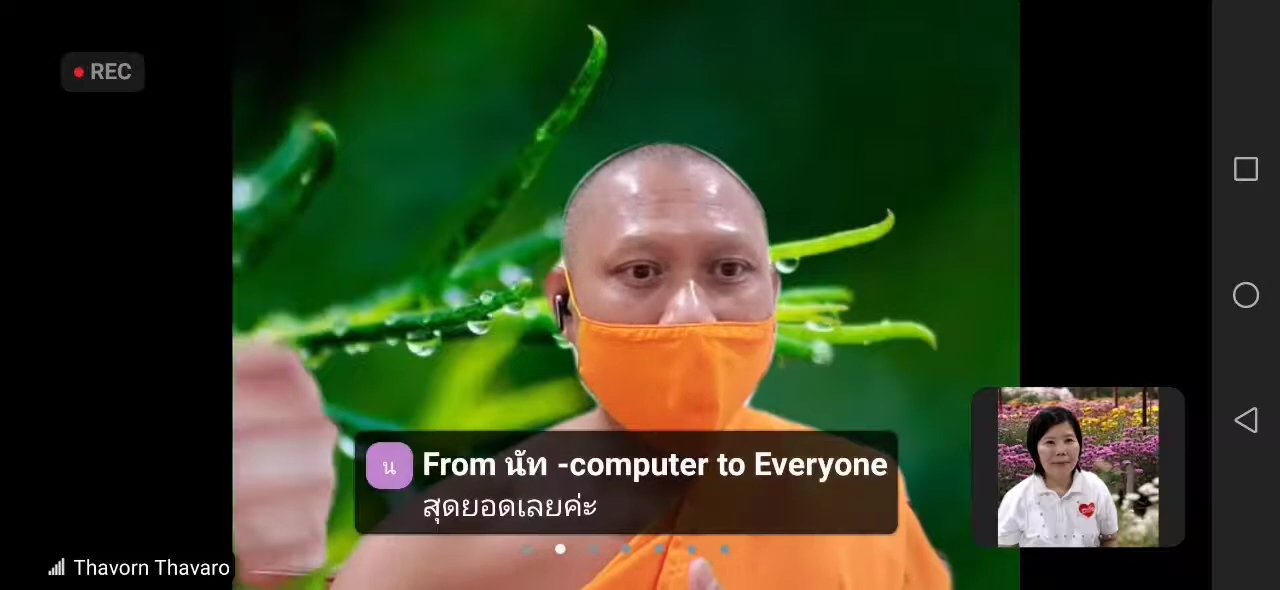 REC
น
From นัท -computer to Everyone
สุดยอดเลยค่ะ
Thavorn Thavaro